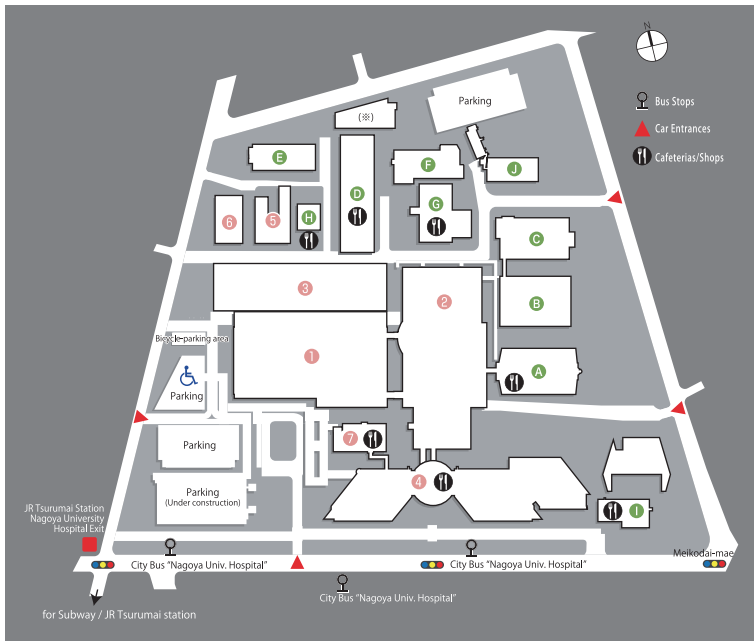 N
Bus Stops
Car Entrances
Cafeterias/Shops
Parking
(※)
E
F
J
D
G
6
5
H
C
3
2
B
1
Bicycle-parking area
A
Parking
7
Parking
4
Parking
(Under construction)
I
JR Tsurumai Station
Nagoya University
Hospital Exit
Meikodai-mae
City Bus "Nagoya Univ. Hospital"
City Bus "Nagoya Univ. Hospital"
City Bus "Nagoya Univ. Hospital"
for Subway / JR Tsurumai station